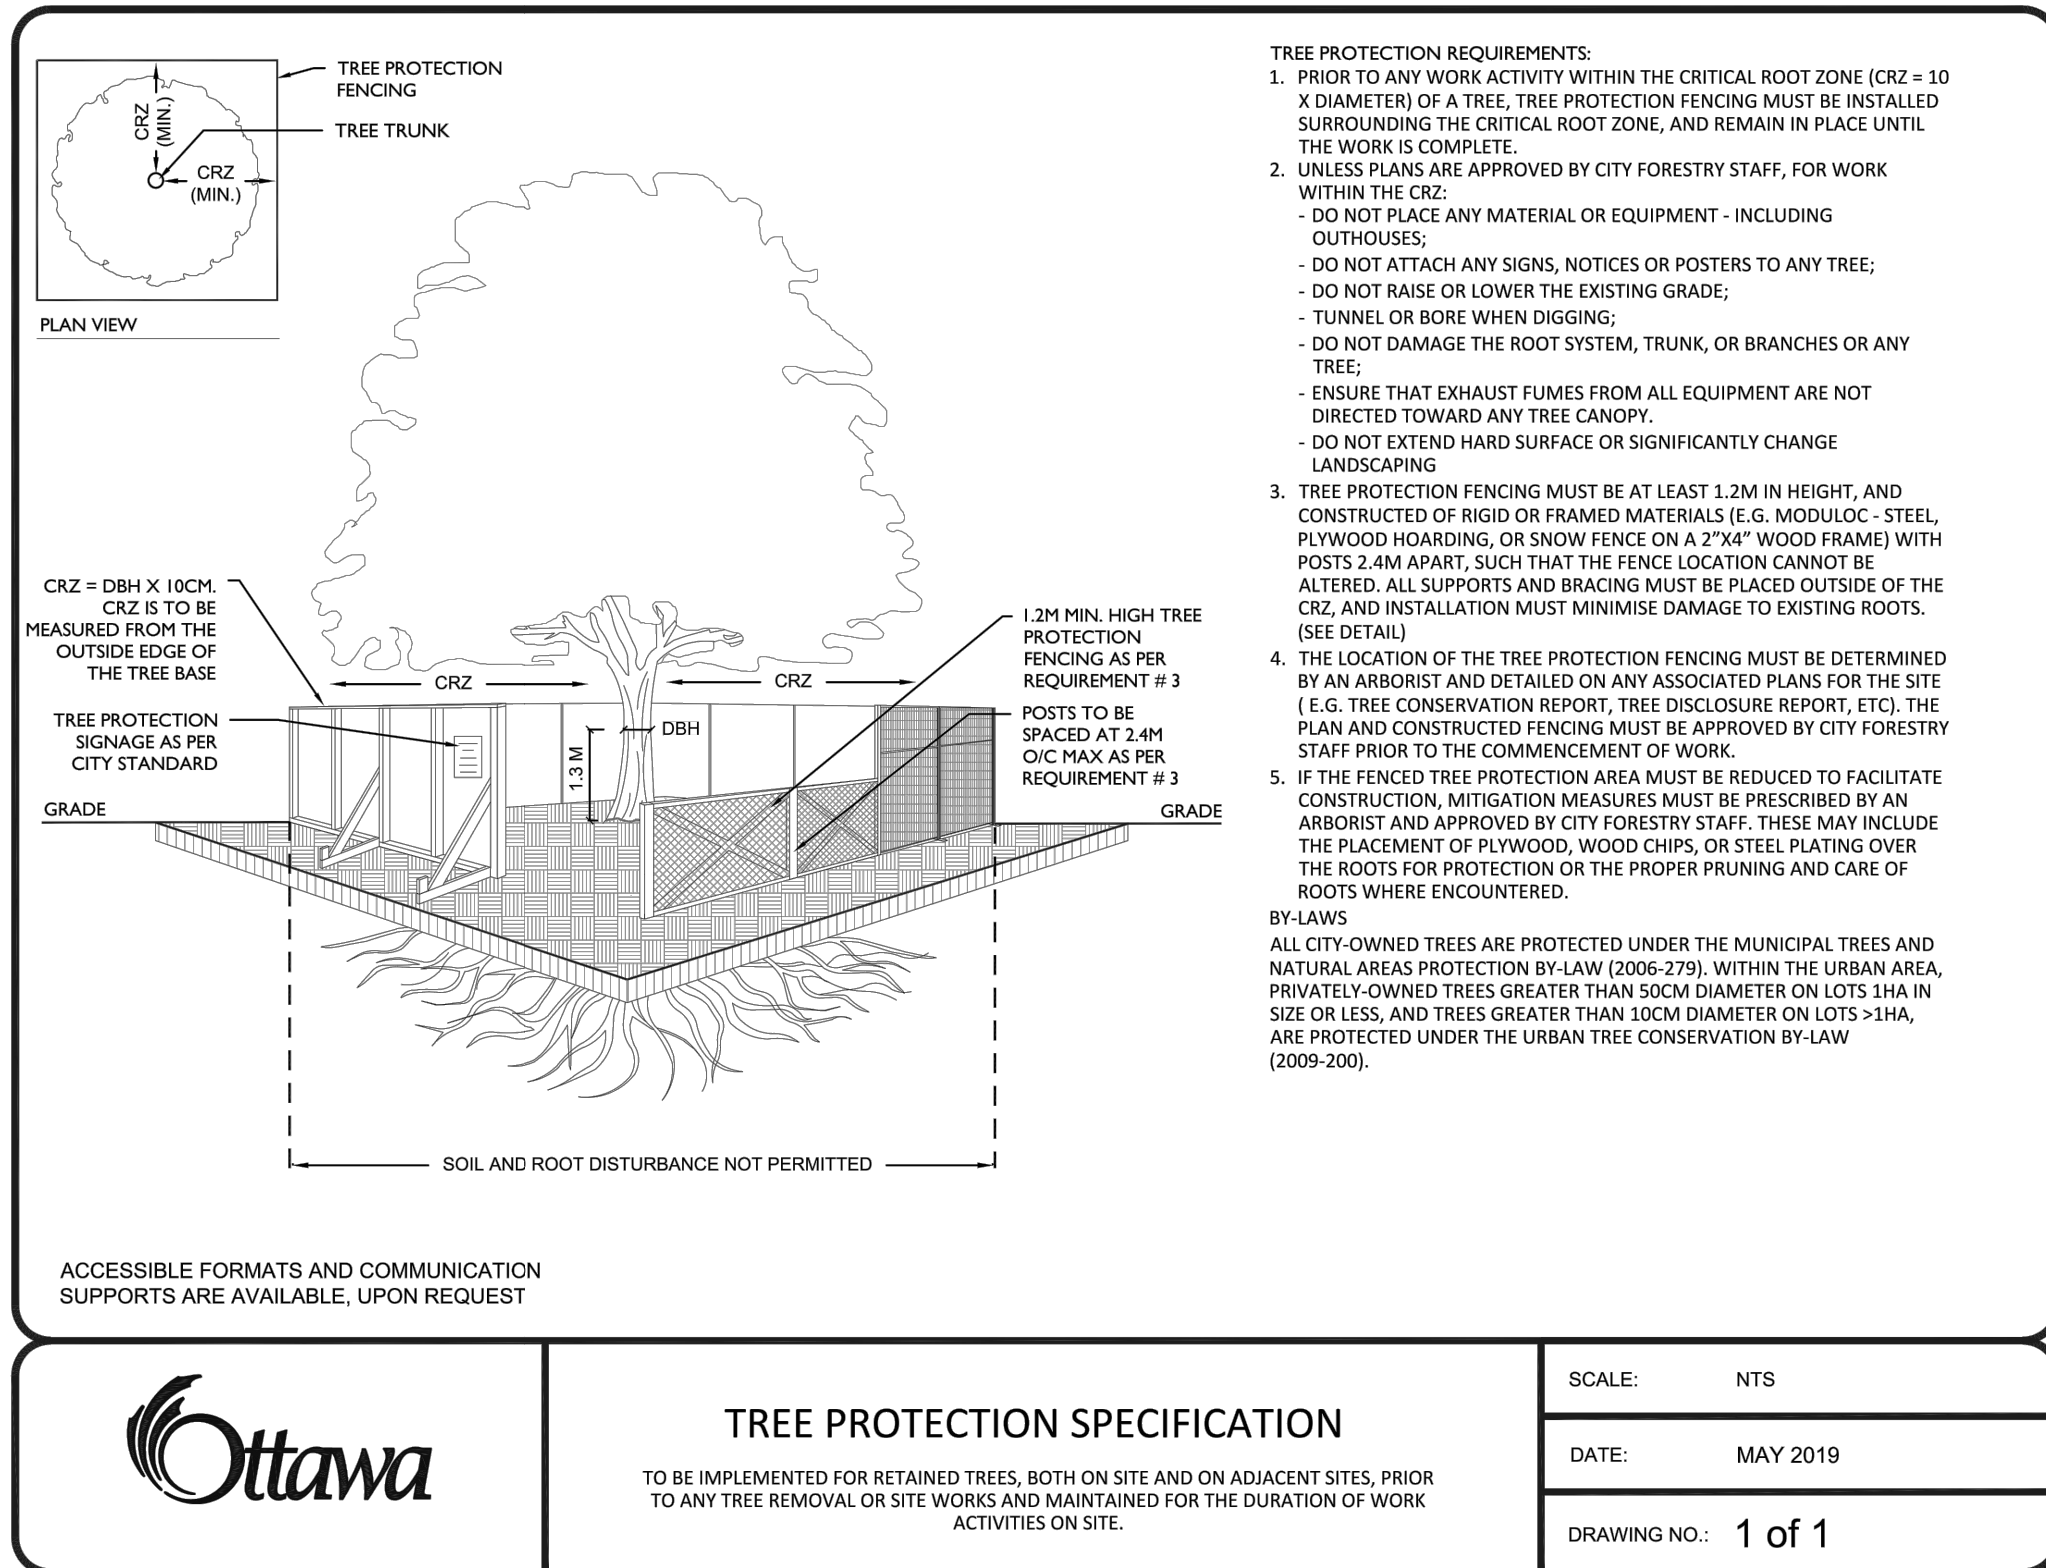 TREE PROTECTION
FENCING
TREE TRUNK
CRZ
(MIN.)
CRZ
(MIN.)
PLAN VIEW
CRZ = DBH X 10CM.
CRZ IS TO BE
MEASURED FROM THE
OUTSIDE EDGE OF
THE TREE BASE
TREE PROTECTION
SIGNAGE AS PER
CITY STANDARD
GRADE
CRZ
CRZ
DBH
1.3 M
1.2M MIN. HIGH TREE
PROTECTION
FENCING AS PER
REQUIREMENT # 3
POSTS TO BE
SPACED AT 2.4M
O/C MAX AS PER
REQUIREMENT # 3
GRADE
SOIL AND ROOT DISTURBANCE NOT PERMITTED
ACCESSIBLE FORMATS AND COMMUNICATION
SUPPORTS ARE AVAILABLE, UPON REQUEST
TREE PROTECTION REQUIREMENTS:
1. PRIOR TO ANY WORK ACTIVITY WITHIN THE CRITICAL ROOT ZONE (CRZ = 10
X DIAMETER) OF A TREE, TREE PROTECTION FENCING MUST BE INSTALLED
SURROUNDING THE CRITICAL ROOT ZONE, AND REMAIN IN PLACE UNTIL
THE WORK IS COMPLETE.
2. UNLESS PLANS ARE APPROVED BY CITY FORESTRY STAFF, FOR WORK
WITHIN THE CRZ:
- DO NOT PLACE ANY MATERIAL OR EQUIPMENT - INCLUDING
OUTHOUSES;
- DO NOT ATTACH ANY SIGNS, NOTICES OR POSTERS TO ANY TREE;
- DO NOT RAISE OR LOWER THE EXISTING GRADE;
- TUNNEL OR BORE WHEN DIGGING;
- DO NOT DAMAGE THE ROOT SYSTEM, TRUNK, OR BRANCHES OR ANY
TREE;
- ENSURE THAT EXHAUST FUMES FROM ALL EQUIPMENT ARE NOT
DIRECTED TOWARD ANY TREE CANOPY.
- DO NOT EXTEND HARD SURFACE OR SIGNIFICANTLY CHANGE
LANDSCAPING
3. TREE PROTECTION FENCING MUST BE AT LEAST 1.2M IN HEIGHT, AND
CONSTRUCTED OF RIGID OR FRAMED MATERIALS (E.G. MODULOC - STEEL,
PLYWOOD HOARDING, OR SNOW FENCE ON A 2”X4” WOOD FRAME) WITH
POSTS 2.4M APART, SUCH THAT THE FENCE LOCATION CANNOT BE
ALTERED. ALL SUPPORTS AND BRACING MUST BE PLACED OUTSIDE OF THE
CRZ, AND INSTALLATION MUST MINIMISE DAMAGE TO EXISTING ROOTS.
(SEE DETAIL)
4. THE LOCATION OF THE TREE PROTECTION FENCING MUST BE DETERMINED
BY AN ARBORIST AND DETAILED ON ANY ASSOCIATED PLANS FOR THE SITE
( E.G. TREE CONSERVATION REPORT, TREE DISCLOSURE REPORT, ETC). THE
PLAN AND CONSTRUCTED FENCING MUST BE APPROVED BY CITY FORESTRY
STAFF PRIOR TO THE COMMENCEMENT OF WORK.
5. IF THE FENCED TREE PROTECTION AREA MUST BE REDUCED TO FACILITATE
CONSTRUCTION, MITIGATION MEASURES MUST BE PRESCRIBED BY AN
ARBORIST AND APPROVED BY CITY FORESTRY STAFF. THESE MAY INCLUDE
THE PLACEMENT OF PLYWOOD, WOOD CHIPS, OR STEEL PLATING OVER
THE ROOTS FOR PROTECTION OR THE PROPER PRUNING AND CARE OF
ROOTS WHERE ENCOUNTERED.
BY-LAWS
ALL CITY-OWNED TREES ARE PROTECTED UNDER THE MUNICIPAL TREES AND
NATURAL AREAS PROTECTION BY-LAW (2006-279). WITHIN THE URBAN AREA,
PRIVATELY-OWNED TREES GREATER THAN 50CM DIAMETER ON LOTS 1HA IN
SIZE OR LESS, AND TREES GREATER THAN 10CM DIAMETER ON LOTS >1HA,
ARE PROTECTED UNDER THE URBAN TREE CONSERVATION BY-LAW
(2009-200).
Ottawa
TREE PROTECTION SPECIFICATION
TO BE IMPLEMENTED FOR RETAINED TREES, BOTH ON SITE AND ON ADJACENT SITES, PRIOR
TO ANY TREE REMOVAL OR SITE WORKS AND MAINTAINED FOR THE DURATION OF WORK
ACTIVITIES ON SITE.
SCALE: NTS
DATE: MAY 2019
DRAWING NO.: 1 of 1